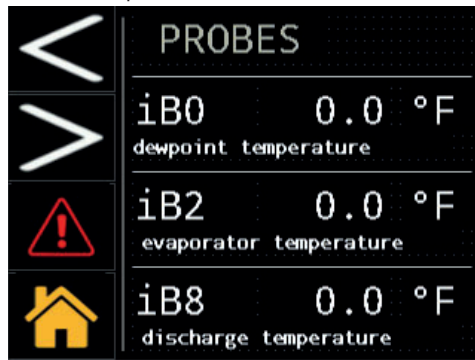 PROBES
iB0 0.0 °F
dewpoint temperature
iB2 0.0 °F
evaporator temperature
iB8 0.0 °F
discharge temperature